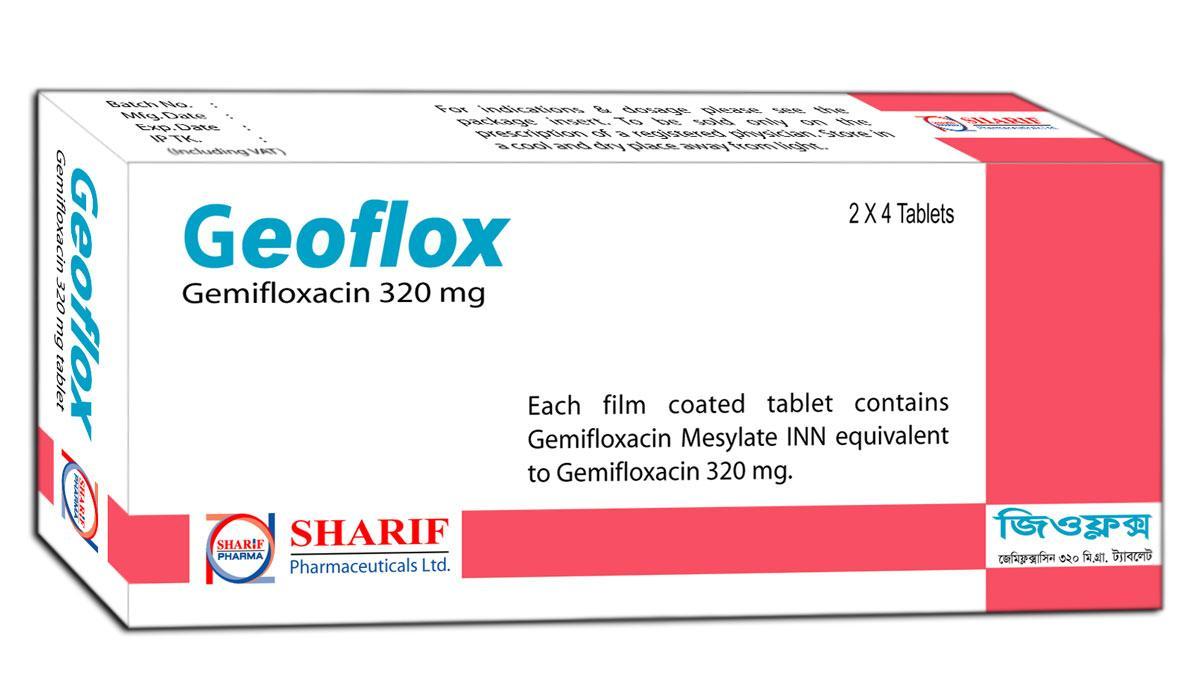 Batch No. :
Mfg.Date :
Exp.Date :
IP TK. :
(Including VAT)
For indications & dosage please see the
package insert. To be sold only on the
prescription of a registered physician. Store in
a cool and dry place away from light.
SHARIF
Pharmaceuticals Ltd.
Geoflox
Gemifloxacin 320 mg
2 X 4 Tablets
Each film coated tablet contains
Gemifloxacin Mesylate INN equivalent
to Gemifloxacin 320 mg.
SHARIF
PHARMA
SHARIF
Pharmaceuticals Ltd.
জিওফ্লক্স
জেমিফ্লক্সাসিন ৩২০ মি.গ্রা. ট্যাবলেট
Geoflox
Gemifloxacin 320 mg tablet
SHARIF
PHARMA